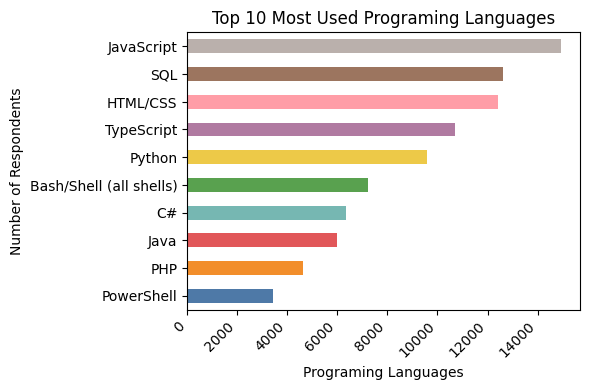 Top 10 Most Used Programing Languages
Number of Respondents
JavaScript
SQL
HTML/CSS
TypeScript
Python
Bash/Shell (all shells)
C#
Java
PHP
PowerShell
0 2000 4000 6000 8000 10000 12000 14000
Programing Languages